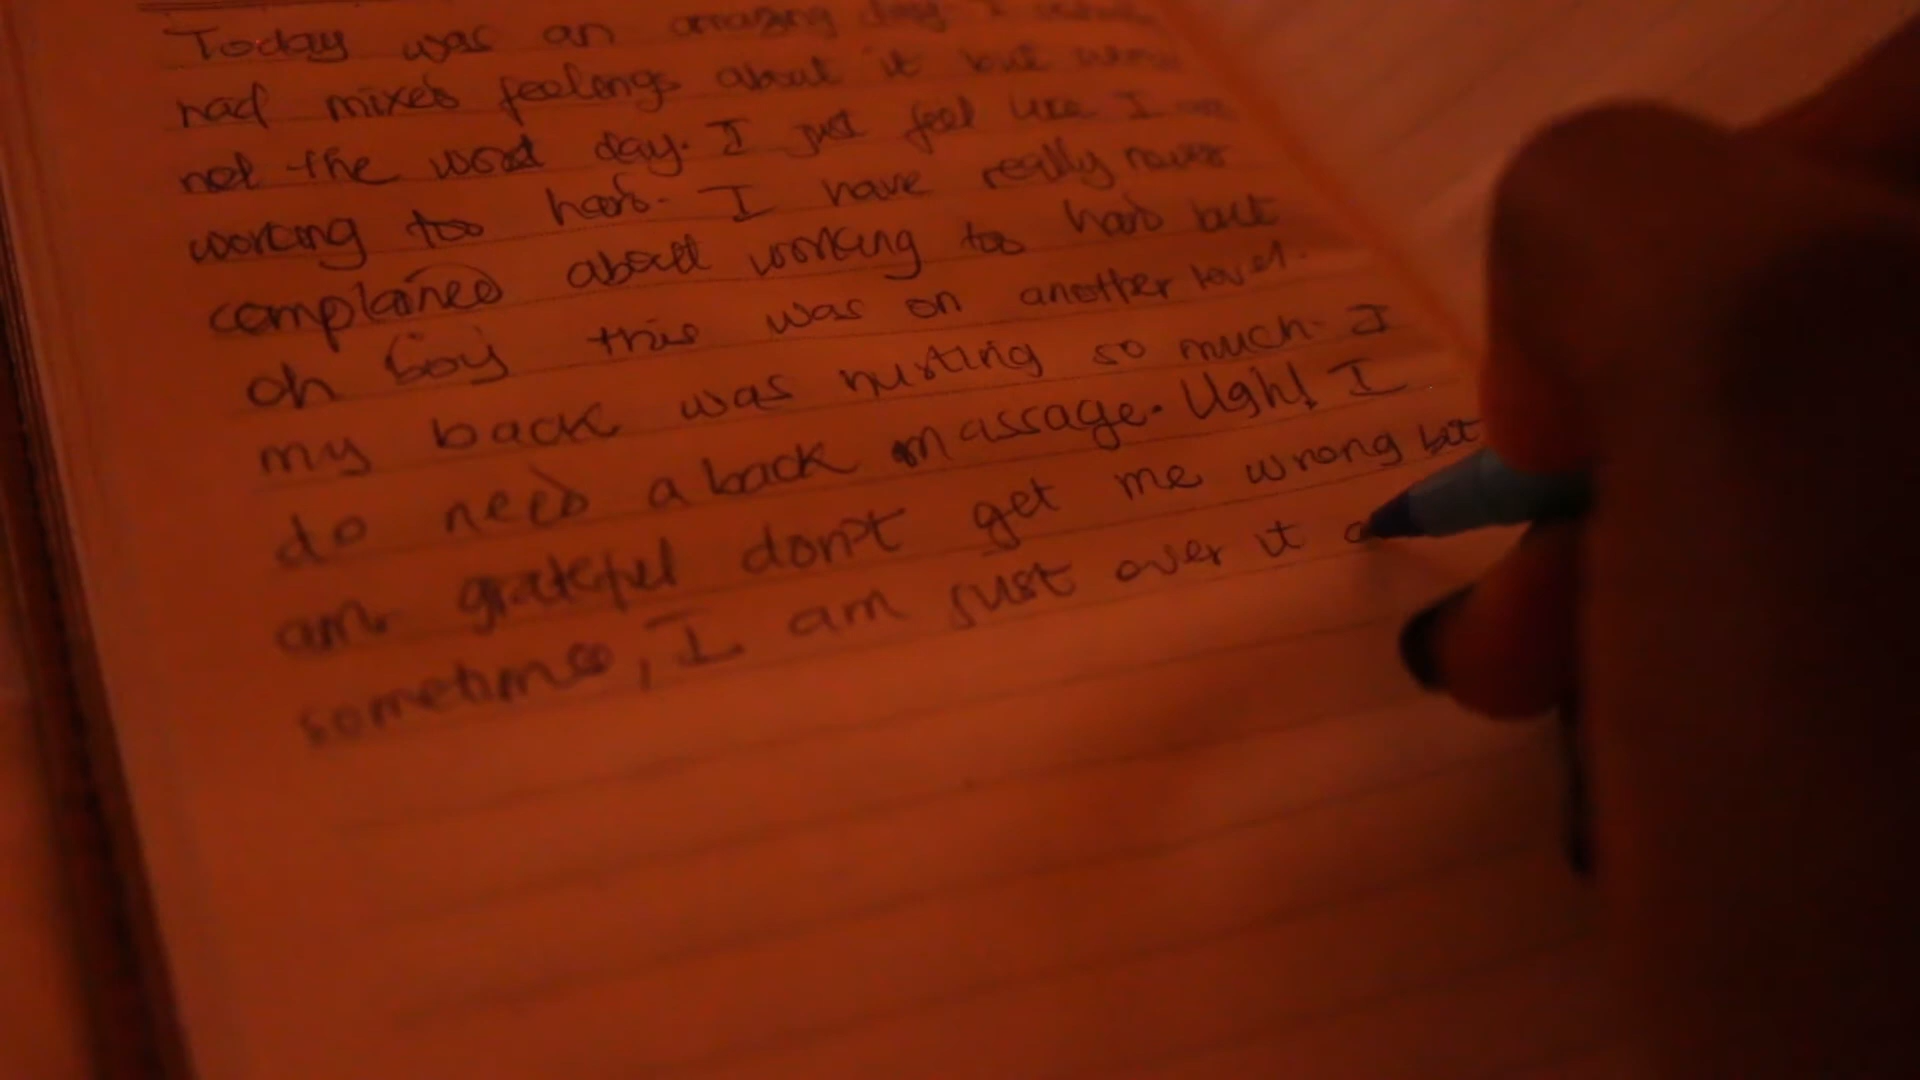 Today was an amazing day. I
had mixed feelings about it but
not the worst day. I just feel like I am
working too hard. I have really never
complained about working too hard but
oh boy this was on another level.
my back was hurting so much. I
do need a back massage. Ugh! I
am grateful don't get me wrong but
sometimes, I am just over it